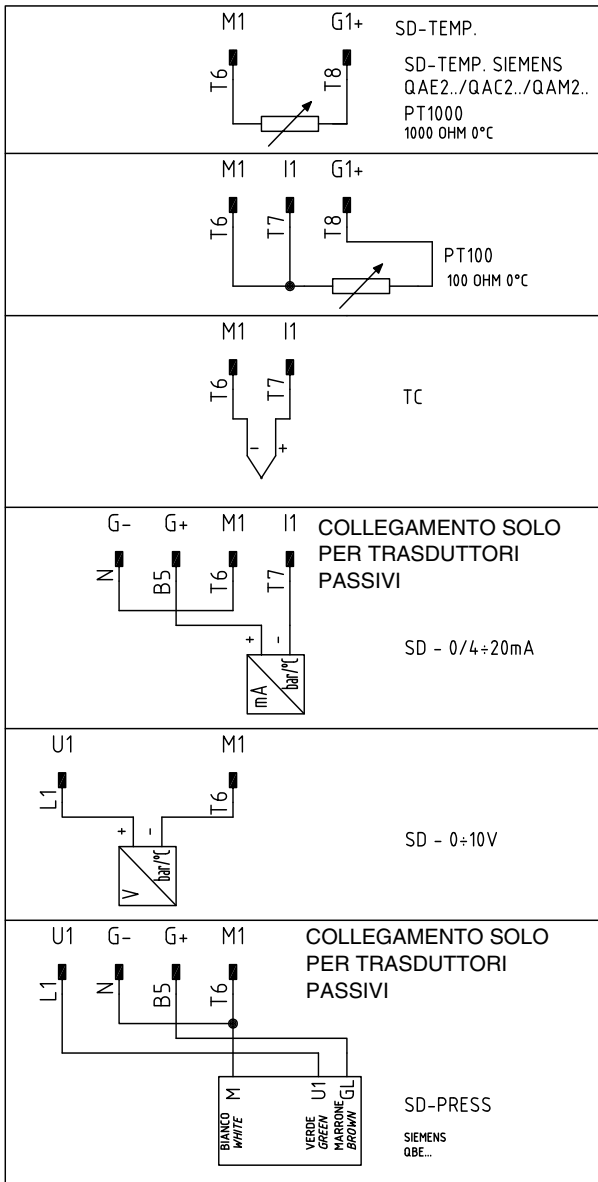 M1 G1+ SD-TEMP.
T6 T8
SD-TEMP. SIEMENS
QAE2../QAC2../QAM2..
PT1000
1000 OHM 0°C
M1 I1 G1+
T6 T7 T8
PT100
100 OHM 0°C
M1 I1
T6 T7
TC
- +
G- G+ M1 I1
COLLEGAMENTO SOLO
PER TRASDUTTORI
PASSIVI
N B5 T6 T7
+ -
mA bar/°C
SD - 0/4÷20mA
U1 M1
L1 T6
+ -
V bar/°C
SD - 0÷10V
U1 G- G+ M1
COLLEGAMENTO SOLO
PER TRASDUTTORI
PASSIVI
L1 N B5 T6
M U1 GL
BIANCO
WHITE
VERDE
GREEN
MARRONE
BROWN
SD-PRESS
SIEMENS
QBE...